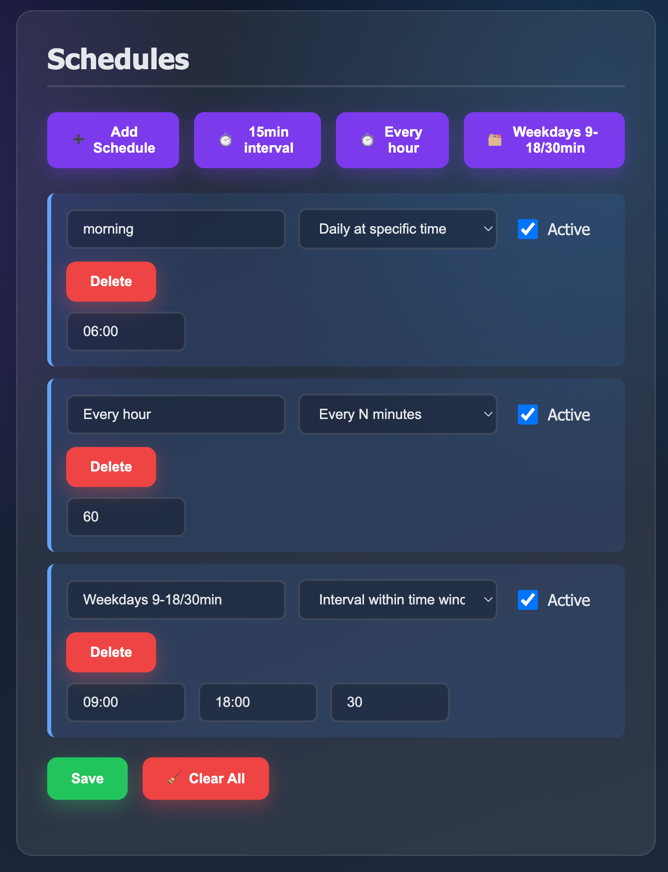 Schedules
Add
Schedule
15min
interval
Every
hour
Weekdays 9-
18/30min
morning
Daily at specific time
Active
Delete
06:00
Every hour
Every N minutes
Active
Delete
60
Weekdays 9-18/30min
Interval within time winc
Active
Delete
09:00
18:00
30
Save
Clear All